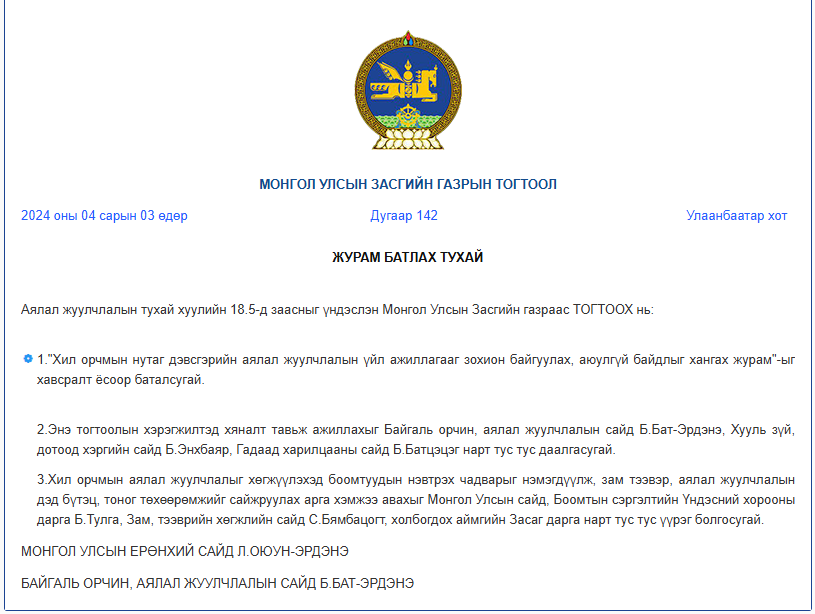 МОНГОЛ УЛСЫН ЗАСГИЙН ГАЗРЫН ТОГТООЛ
2024 оны 04 сарын 03 өдөр Дугаар 142 Улаанбаатар хот
ЖУРАМ БАТЛАХ ТУХАЙ
Аялал жуулчлалын тухай хуулийн 18.5-д заасныг үндэслэн Монгол Улсын Засгийн газраас ТОГТООХ нь:
1."Хил орчмын нутаг дэвсгэрийн аялал жуулчлалын үйл ажиллагааг зохион байгуулах, аюулгүй байдлыг хангах журам"-ыг
хавсралт ёсоор баталсугай.
2.Энэ тогтоолын хэрэгжилтэд хяналт тавьж ажиллахыг Байгаль орчин, аялал жуулчлалын сайд Б.Бат-Эрдэнэ, Хууль зүй,
дотоод хэргийн сайд Б.Энхбаяр, Гадаад харилцааны сайд Б.Батцэцэг нарт тус тус даалгасугай.
3.Хил орчмын аялал жуулчлалыг хөгжүүлэхэд боомтуудын нэвтрэх чадварыг нэмэгдүүлж, зам тээвэр, аялал жуулчлалын
дэд бүтэц, тоног төхөөрөмжийг сайжруулах арга хэмжээ авахыг Монгол Улсын сайд, Боомтын сэргэлтийн Үндэсний хорооны
дарга Б.Тулга, Зам, тээврийн хөгжлийн сайд С.Бямбацогт, холбогдох аймгийн Засаг дарга нарт тус тус үүрэг болгосугай.
МОНГОЛ УЛСЫН ЕРӨНХИЙ САЙД Л.ОЮУН-ЭРДЭНЭ
БАЙГАЛЬ ОРЧИН, АЯЛАЛ ЖУУЛЧЛАЛЫН САЙД Б.БАТ-ЭРДЭНЭ